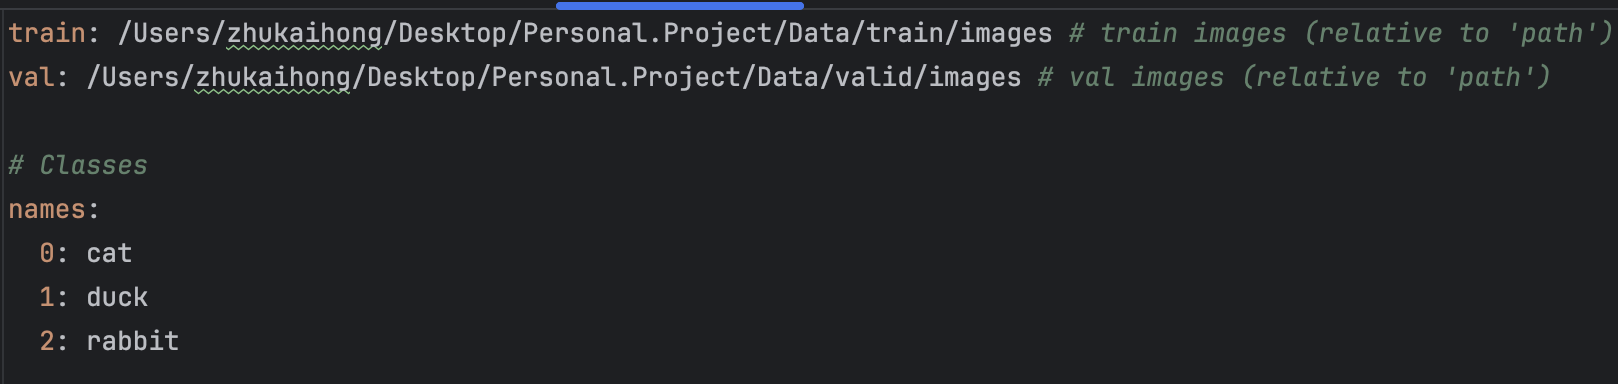 train: /Users/zhukaihong/Desktop/Personal.Project/Data/train/images # train images (relative to 'path')
val: /Users/zhukaihong/Desktop/Personal.Project/Data/valid/images # val images (relative to 'path')
# Classes
names:
  0: cat
  1: duck
  2: rabbit